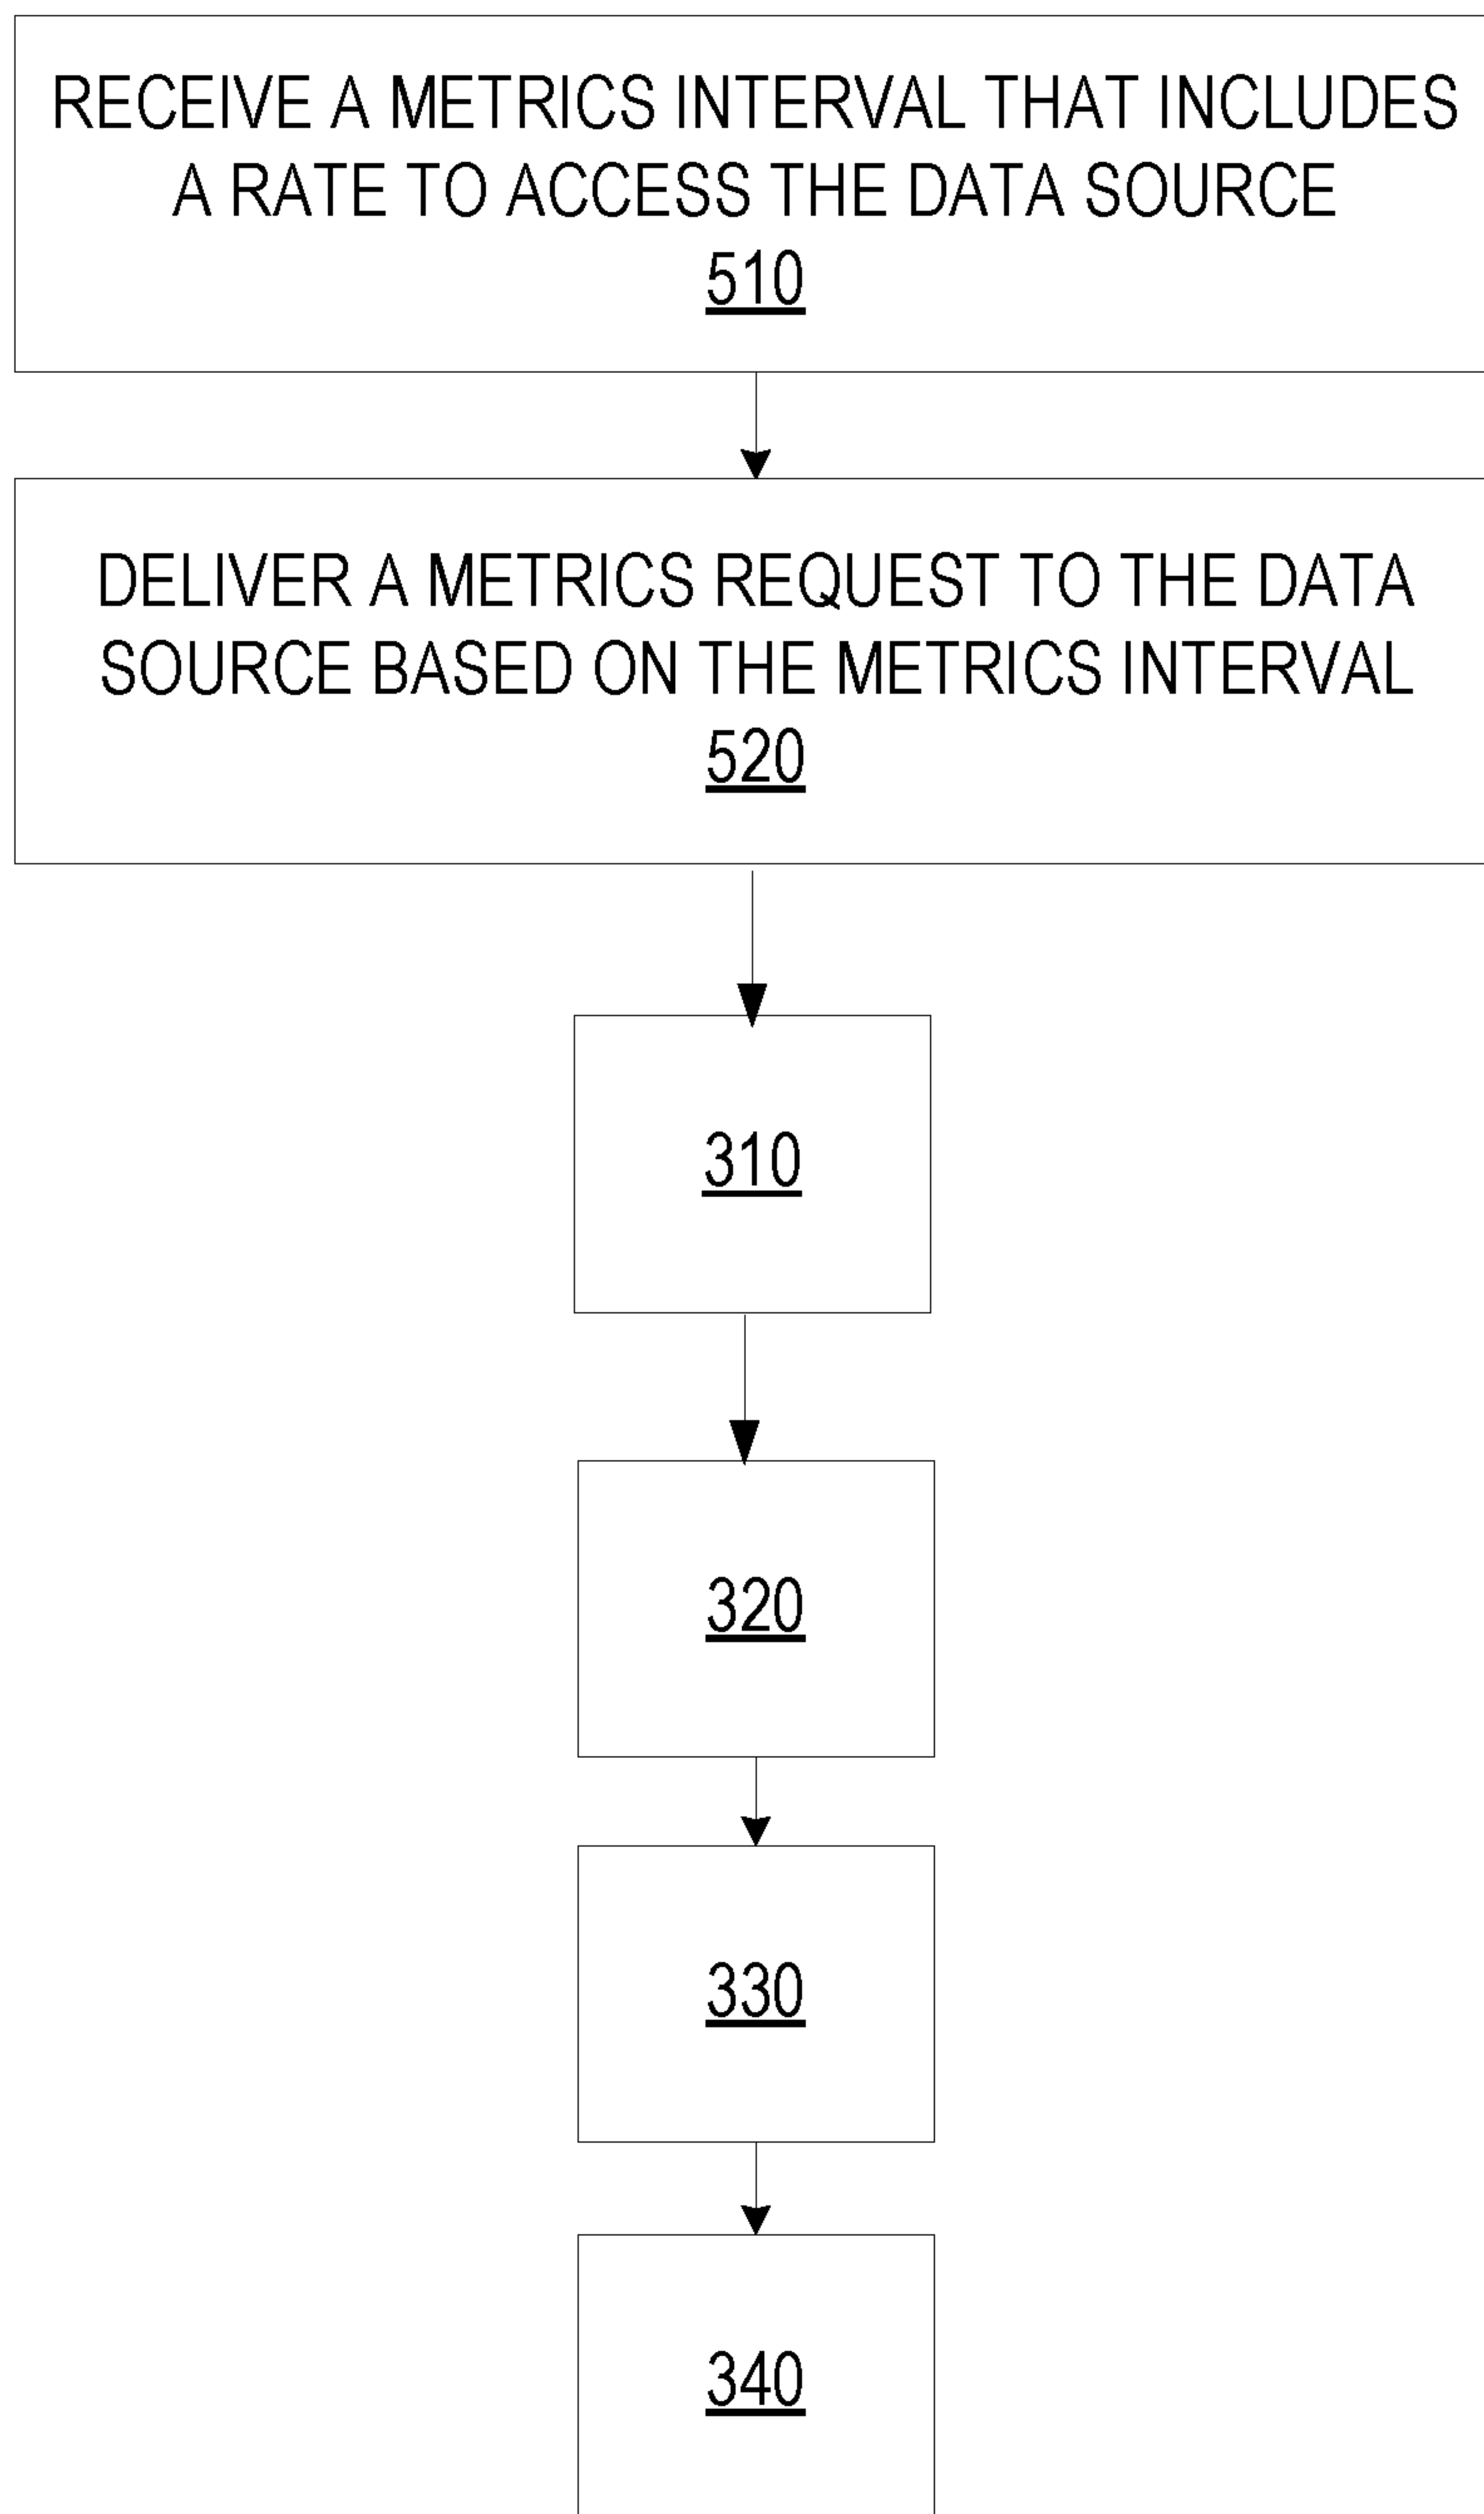 RECEIVE A METRICS INTERVAL THAT INCLUDES
A RATE TO ACCESS THE DATA SOURCE
510
DELIVER A METRICS REQUEST TO THE DATA
SOURCE BASED ON THE METRICS INTERVAL
520
310
320
330
340